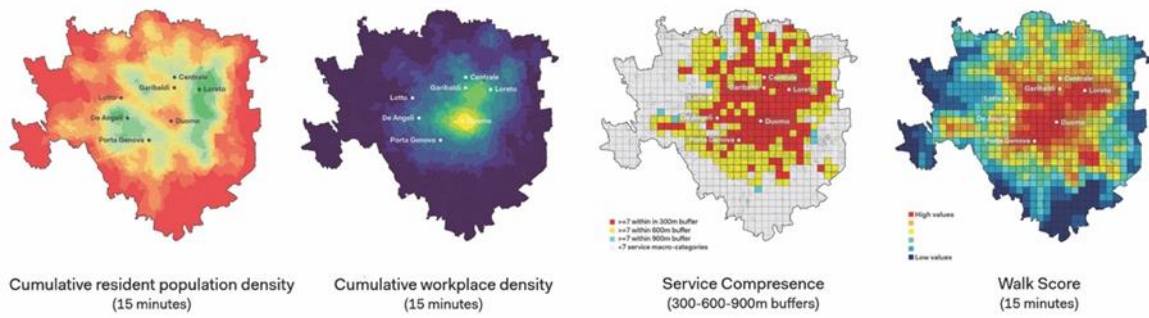 Centrale
Garibaldi
Loreto
Lotto
De Angeli
Duomo
Porta Genova
Cumulative resident population density
(15 minutes)
Centrale
Garibaldi
Loreto
Lotto
De Angeli
Duomo
Porta Genova
Cumulative workplace density
(15 minutes)
Centrale
Garibaldi
Loreto
De Angeli
Duomo
>=7 within in 300m buffer
>=7 within 600m buffer
>=7 within 900m buffer
<7 service macro-categories
Service Compresence
(300-600-900m buffers)
Centrale
Garibaldi
Loreto
Lotto
De Angeli
Duomo
Porta Genova
High values
Low values
Walk Score
(15 minutes)